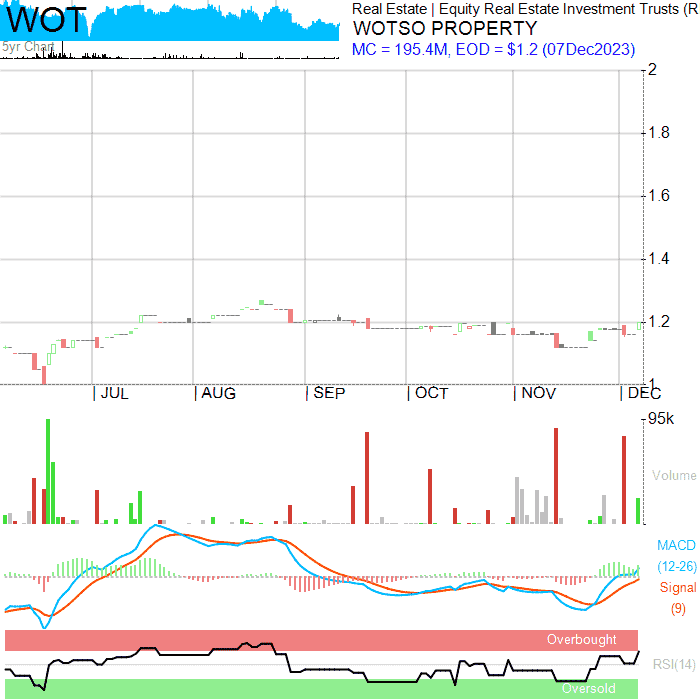 WOT
5yr Chart
Real Estate | Equity Real Estate Investment Trusts (R
WOTSO PROPERTY
MC = 195.4M, EOD = $1.2 (07Dec2023)
2
1.8
1.6
1.4
1.2
1
JUL
AUG
SEP
OCT
NOV
DEC
95k
Volume
MACD
(12-26)
Signal
(9)
Overbought
RSI(14)
Oversold